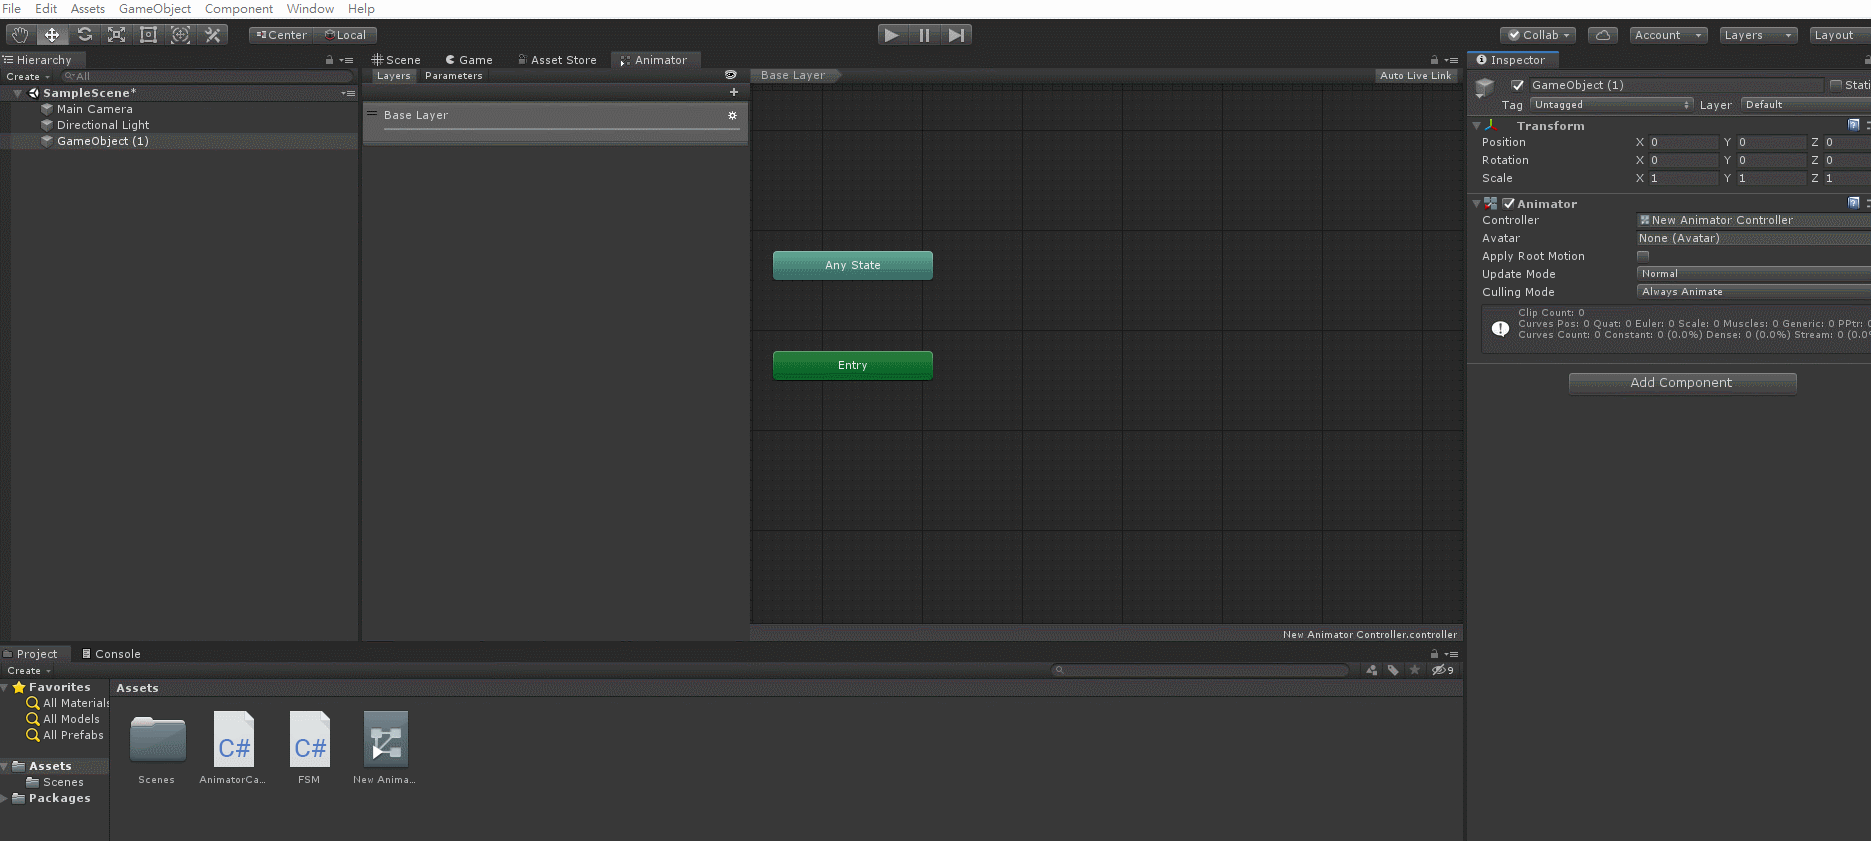 File Edit Assets GameObject Component Window Help
Center Local
Collab Account Layers Layout
Hierarchy
Create All
SampleScene*
Main Camera
Directional Light
GameObject (1)
Scene Game Asset Store Animator
Layers Parameters
Base Layer
Base Layer Auto Live Link
Any State
Entry
New Animator Controller.controller
Inspector
GameObject (1) Stati
Tag Untagged Layer Default
Transform
Position X 0 Y 0 Z 0
Rotation X 0 Y 0 Z 0
Scale X 1 Y 1 Z 1
Animator
Controller New Animator Controller
Avatar None (Avatar)
Apply Root Motion
Update Mode Normal
Culling Mode Always Animate
Clip Count: 0
Curves Pos: 0 Quat: 0 Euler: 0 Scale: 0 Muscles: 0 Generic: 0 PPtr: 0
Curves Count: 0 Constant: 0 (0.0%) Dense: 0 (0.0%) Stream: 0 (0.0%
Add Component
Project Console
Create 9
Favorites
All Materials
All Models
All Prefabs
Assets
Scenes
Packages
Assets
C# C#
Scenes AnimatorCa... FSM New Anima...